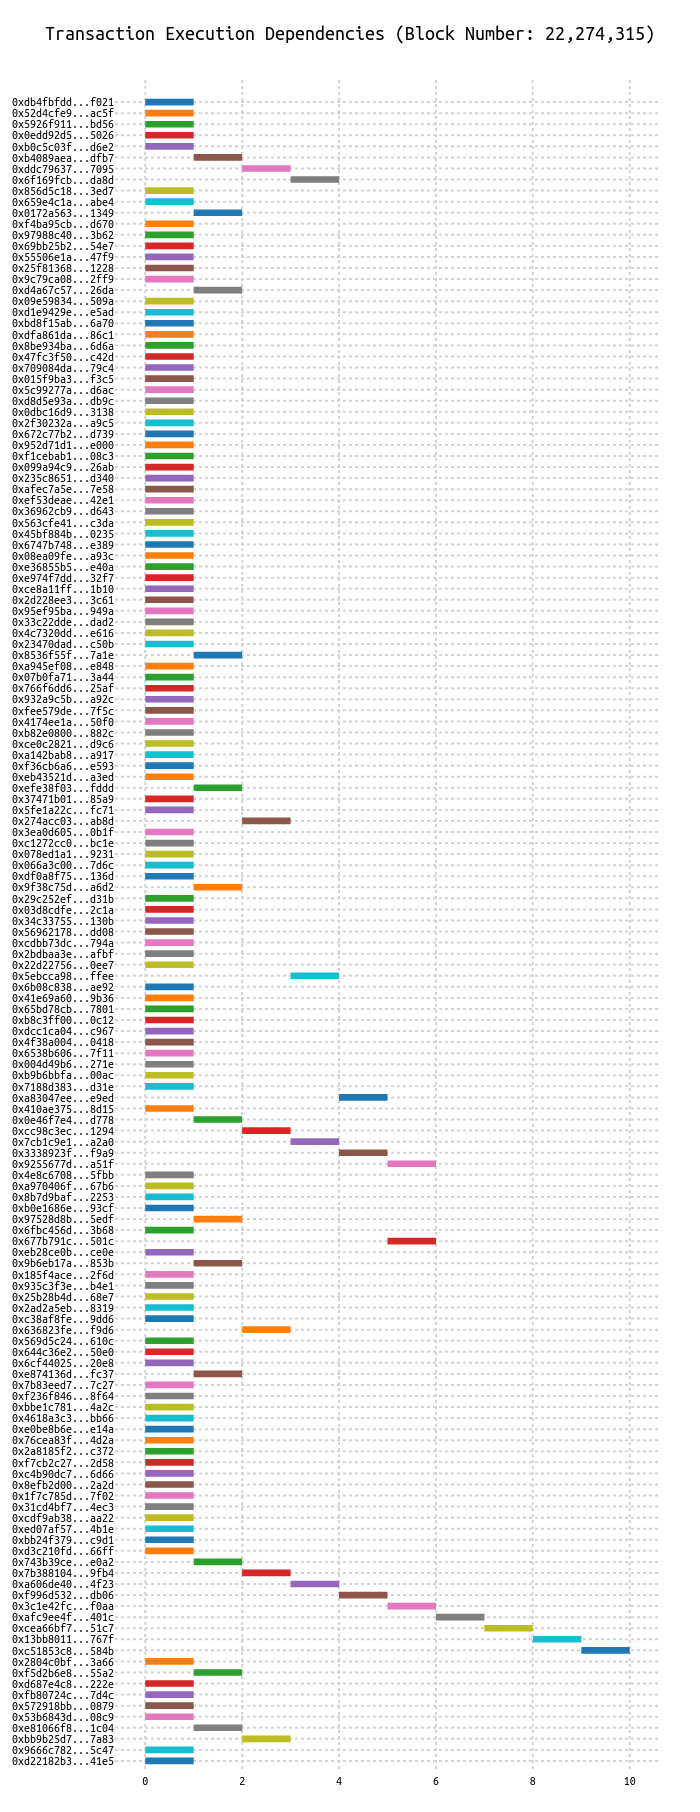 Transaction Execution Dependencies (Block Number: 22,274,315)
0xdb4fbfdd...f021
0x52d4cfe9...ac5f
0x5926f911...bd56
0x0edd92d5...5026
0xb0c5c03f...d6e2
0xb4089aea...dfb7
0xddc79637...7095
0x6f169fcb...da8d
0x856d5c18...3ed7
0x659e4c1a...abe4
0x0172a563...1349
0xf4ba95cb...d670
0x97988c40...3b62
0x69bb25b2...54e7
0x55506e1a...47f9
0x25f81368...1228
0x9c79ca08...2ff9
0xd4a67c57...26da
0x09e59834...509a
0xd1e9429e...e5ad
0xbd8f15ab...6a70
0xdfa861da...86c1
0x8be934ba...6d6a
0x47fc3f50...c42d
0x709084da...79c4
0x015f9ba3...f3c5
0x5c99277a...d6ac
0xd8d5e93a...db9c
0x0dbc16d9...3138
0x2f30232a...a9c5
0x672c77b2...d739
0x952d71d1...e000
0xf1cebab1...08c3
0x099a94c9...26ab
0x235c8651...d340
0xafec7a5e...7e58
0xef53deae...42e1
0x36962cb9...d643
0x563cfe41...c3da
0x45bf884b...0235
0x6747b748...e389
0x08ea09fe...a93c
0xe36855b5...e40a
0xe974f7dd...32f7
0xce8a11ff...1b10
0x2d228ee3...3c61
0x95ef95ba...949a
0x33c22dde...dad2
0x4c7320dd...e616
0x23470dad...c50b
0x8536f55f...7a1e
0xa945ef08...e848
0x07b0fa71...3a44
0x766f6dd6...25af
0x932a9c5b...a92c
0xfee579de...7f5c
0x4174ee1a...50f0
0xb82e0800...882c
0xce0c2821...d9c6
0xa142bab8...a917
0xf36cb6a6...e593
0xeb43521d...a3ed
0xefe38f03...fddd
0x37471b01...85a9
0x5fe1a22c...fc71
0x274acc03...ab8d
0x3ea0d605...0b1f
0xc1272cc0...bc1e
0x078ed1a1...9231
0x066a3c00...7d6c
0xdf0a8f75...136d
0x9f38c75d...a6d2
0x29c252ef...d31b
0x03d8cdfe...2c1a
0x34c33755...130b
0x56962178...dd08
0xcdbb73dc...794a
0x2bdbaa3e...afbf
0x22d22756...0ee7
0x5ebcca98...ffee
0x6b08c838...ae92
0x41e69a60...9b36
0x65bd78cb...7801
0xb8c3ff00...0c12
0xdcc1ca04...c967
0x4f38a004...0418
0x6538b606...7f11
0x004d49b6...271e
0xb9b6bbfa...00ac
0x7188d383...d31e
0xa83047ee...e9ed
0x410ae375...8d15
0x0e46f7e4...d778
0xcc98c3ec...1294
0x7cb1c9e1...a2a0
0x3338923f...f9a9
0x9255677d...a51f
0x4e8c6708...5fbb
0xa970406f...67b6
0x8b7d9baf...2253
0xb0e1686e...93cf
0x97528d8b...5edf
0x6fbc456d...3b68
0x677b791c...501c
0xeb28ce0b...ce0e
0x9b6eb17a...853b
0x185f4ace...2f6d
0x935c3f3e...b4e1
0x25b28b4d...68e7
0x2ad2a5eb...8319
0xc38af8fe...9dd6
0x636823fe...f9d6
0x569d5c24...610c
0x644c36e2...50e0
0x6cf44025...20e8
0xe874136d...fc37
0x7b83eed7...7c27
0xf236f846...8f64
0xbbe1c781...4a2c
0x4618a3c3...bb66
0xe0be8b6e...e14a
0x76cea83f...4d2a
0x2a8185f2...c372
0xf7cb2c27...2d58
0xc4b90dc7...6d66
0x8efb2d00...2a2d
0x1f7c785d...7f02
0x31cd4bf7...4ec3
0xcdf9ab38...aa22
0xed07af57...4b1e
0xbb24f379...c9d1
0xd3c210fd...66ff
0x743b39ce...e0a2
0x7b388104...9fb4
0xa606de40...4f23
0xf996d532...db06
0x3c1e42fc...f0aa
0xafc9ee4f...401c
0xcea66bf7...51c7
0x13bb8011...767f
0xc51853c8...584b
0x2804c0bf...3a66
0xf5d2b6e8...55a2
0xd687e4c8...222e
0xfb80724c...7d4c
0x572918bb...0879
0x53b6843d...08c9
0xe81066f8...1c04
0xbb9b25d7...7a83
0x9666c782...5c47
0xd22182b3...41e5
0 2 4 6 8 10